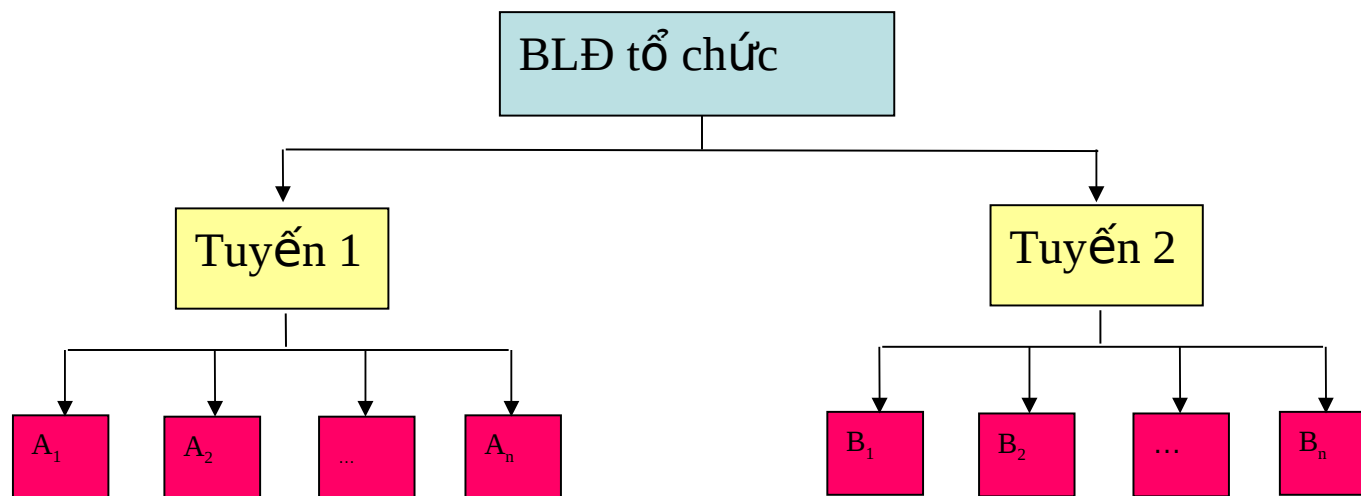 BLĐ tổ chức
Tuyến 1
Tuyến 2
A₁
A₂
...
Aₙ
B₁
B₂
...
Bₙ